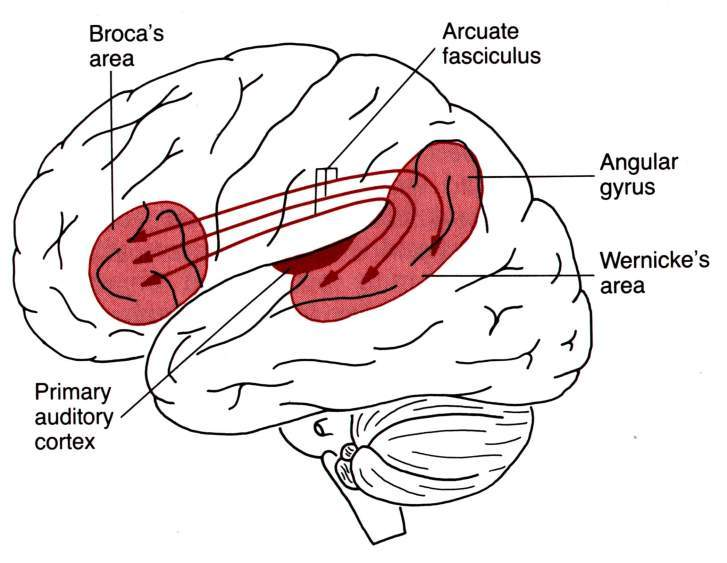 Broca's
area
Arcuate
fasciculus
Angular
gyrus
Wernicke's
area
Primary
auditory
cortex